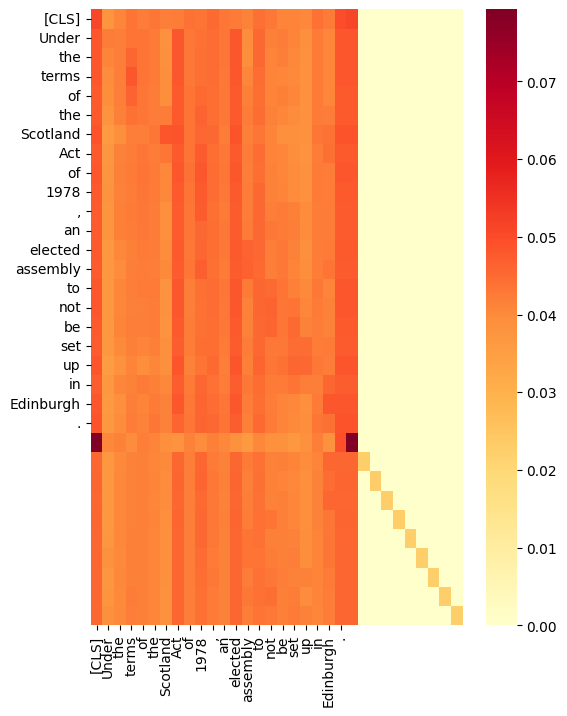 [CLS]
Under
the
terms
of
the
Scotland
Act
of
1978
,
an
elected
assembly
to
not
be
set
up
in
Edinburgh
.
0.07
0.06
0.05
0.04
0.03
0.02
0.01
0.00
[CLS]
Under
the
terms
of
the
Scotland
Act
of
1978
,
an
elected
assembly
to
not
be
set
up
in
Edinburgh
.